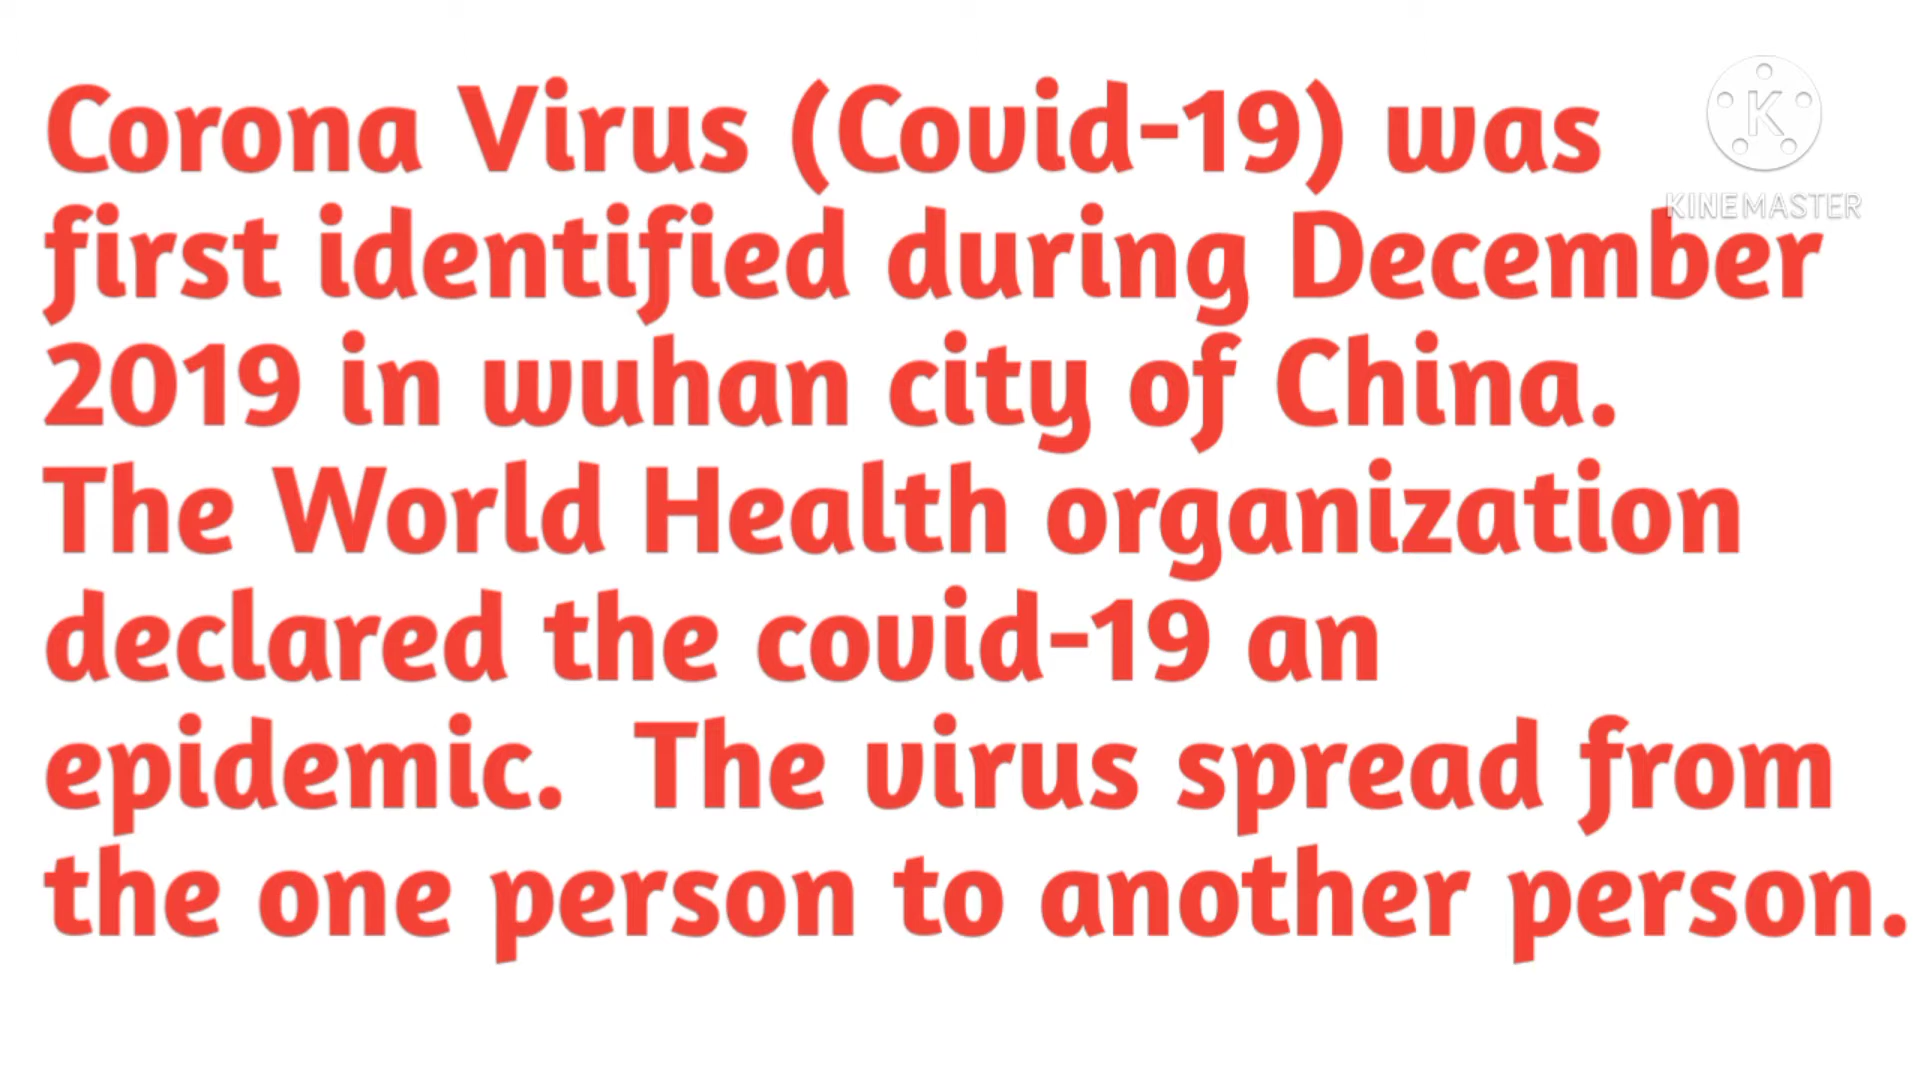 Corona Virus (Covid-19) was
first identified during December
2019 in wuhan city of China.
The World Health organization
declared the covid-19 an
epidemic.  The virus spread from
the one person to another person.
K
KINEMASTER